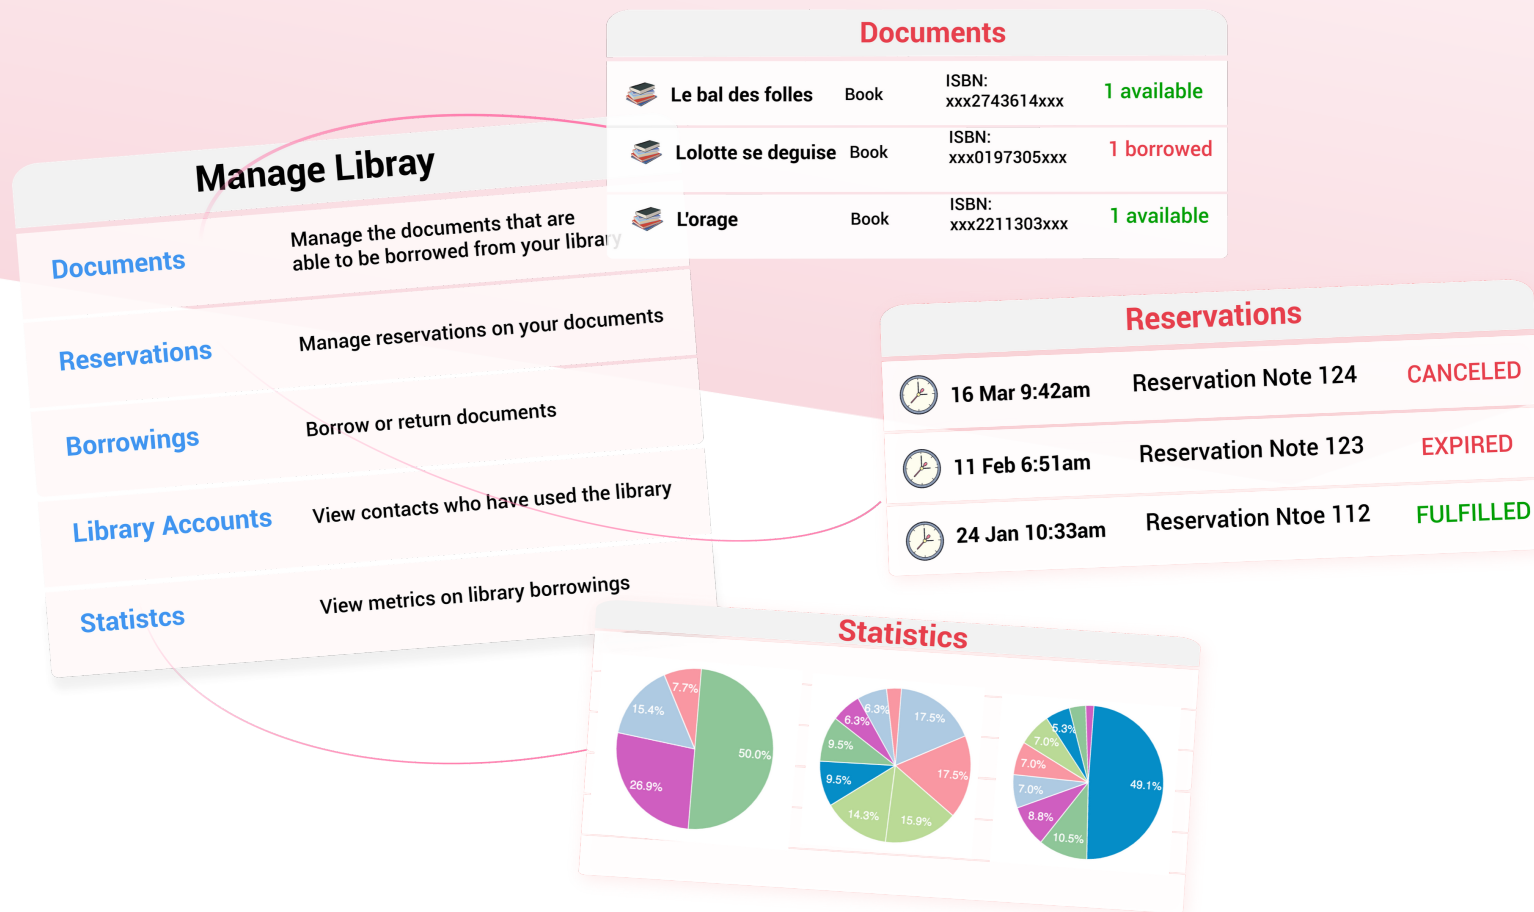 Manage Libray
Documents
Manage the documents that are
able to be borrowed from your library
Reservations
Manage reservations on your documents
Borrowings
Borrow or return documents
Library Accounts
View contacts who have used the library
Statistcs
View metrics on library borrowings
Documents
Le bal des folles Book ISBN:
xxx2743614xxx
1 available
Lolotte se deguise Book ISBN:
xxx0197305xxx
1 borrowed
L'orage Book ISBN:
xxx2211303xxx
1 available
Reservations
16 Mar 9:42am Reservation Note 124 CANCELED
11 Feb 6:51am Reservation Note 123 EXPIRED
24 Jan 10:33am Reservation Ntoe 112 FULFILLED
Statistics
7.7%
15.4%
50.0%
26.9%
6.3%
6.3%
17.5%
9.5%
17.5%
9.5%
14.3%
15.9%
5.3%
7.0%
7.0%
7.0%
49.1%
8.8%
10.5%